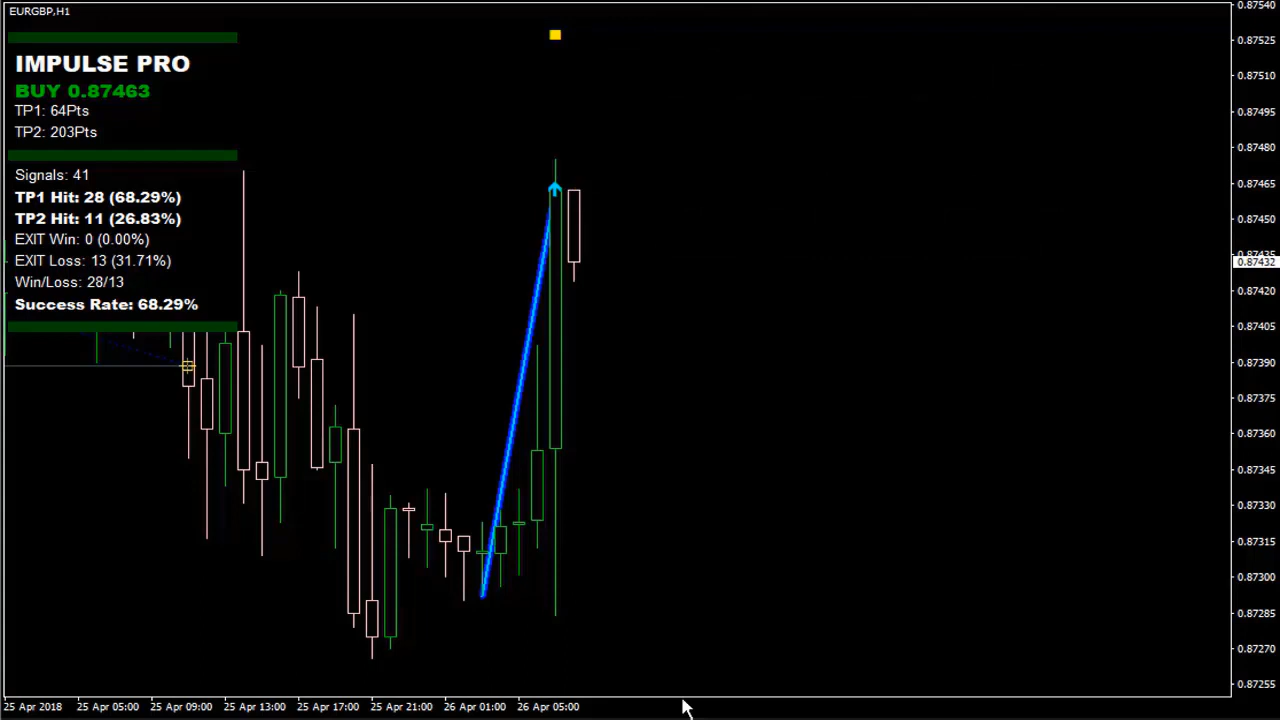 EURGBP,H1
IMPULSE PRO
BUY 0.87463
TP1: 64Pts
TP2: 203Pts
Signals: 41
TP1 Hit: 28 (68.29%)
TP2 Hit: 11 (26.83%)
EXIT Win: 0 (0.00%)
EXIT Loss: 13 (31.71%)
Win/Loss: 28/13
Success Rate: 68.29%
0.87540
0.87525
0.87510
0.87495
0.87480
0.87465
0.87450
0.87435
0.87432
0.87420
0.87405
0.87390
0.87375
0.87360
0.87345
0.87330
0.87315
0.87300
0.87285
0.87270
0.87255
25 Apr 2018
25 Apr 05:00
25 Apr 09:00
25 Apr 13:00
25 Apr 17:00
25 Apr 21:00
26 Apr 01:00
26 Apr 05:00